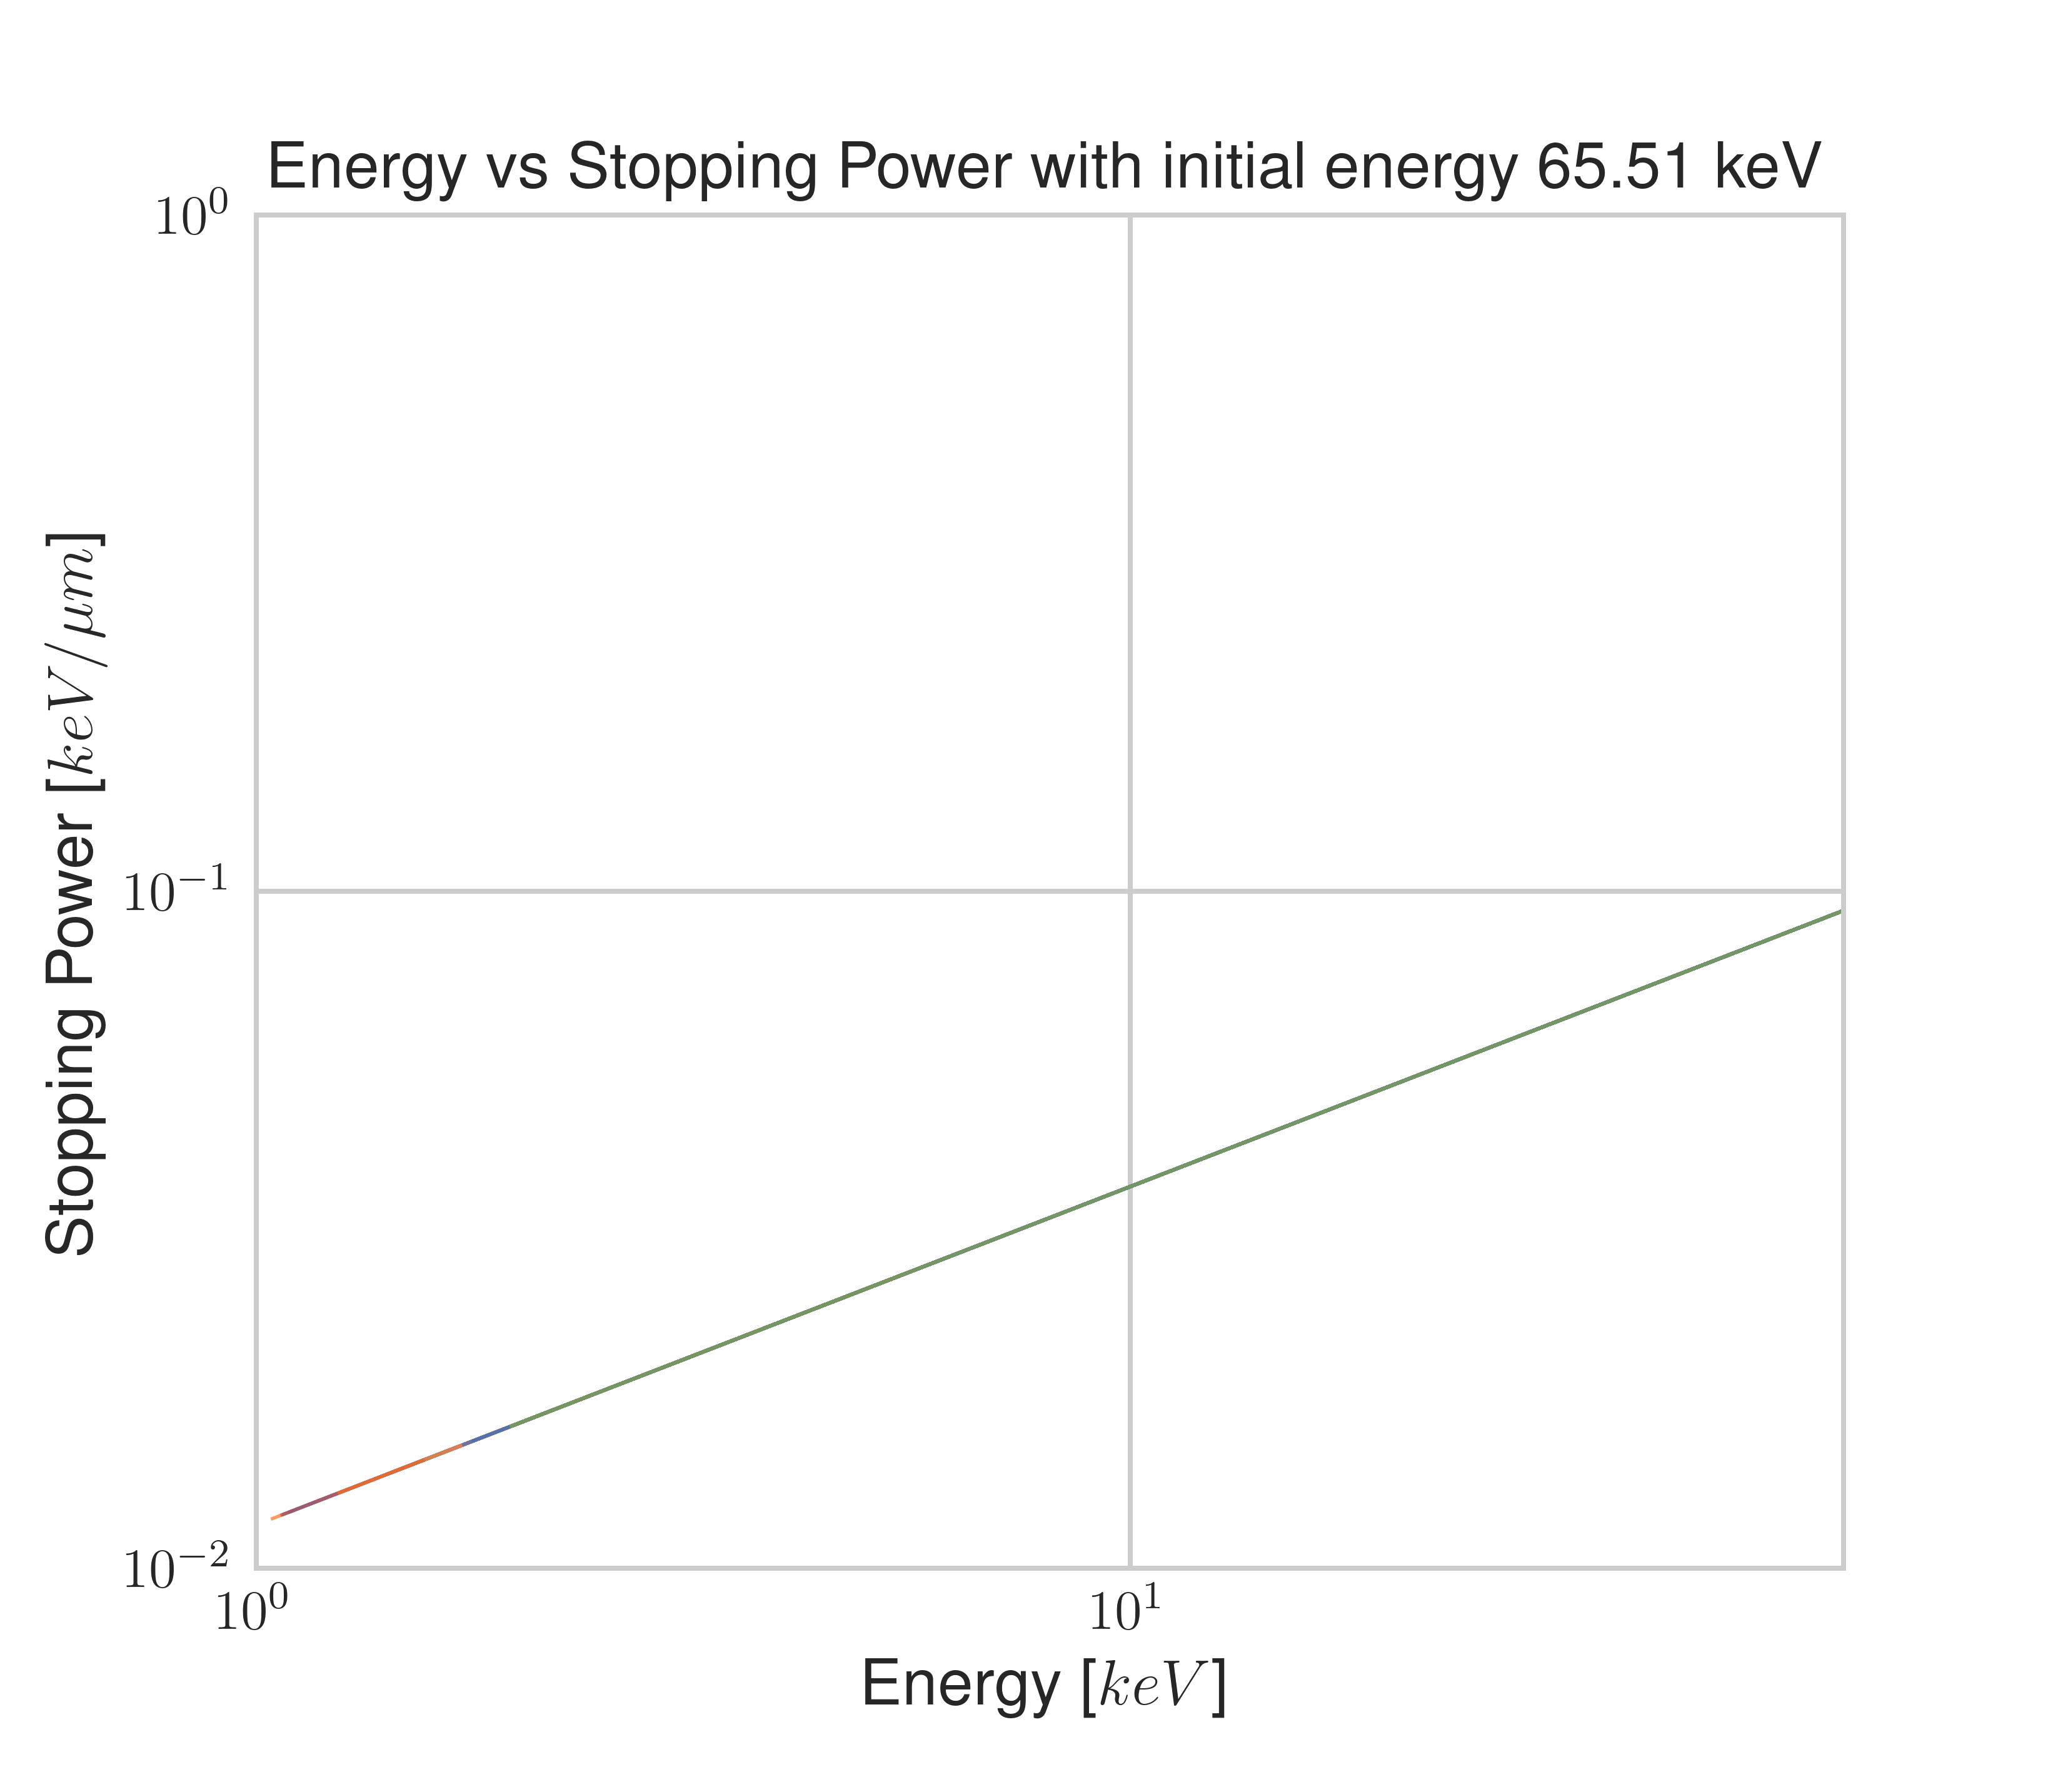 Energy vs Stopping Power with initial energy 65.51 keV
10^0
10^-1
10^-2
Stopping Power [keV/μm]
10^0
10^1
Energy [keV]